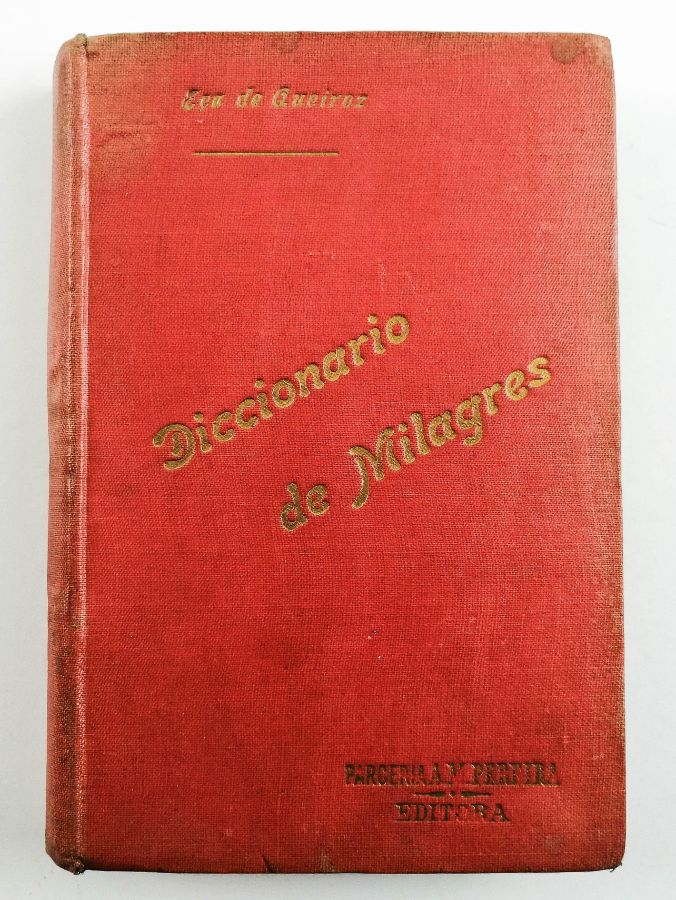 Eça de Queiroz
Diccionario
de Milagres
PARCERIA A. M. PEREIRA
EDITORA